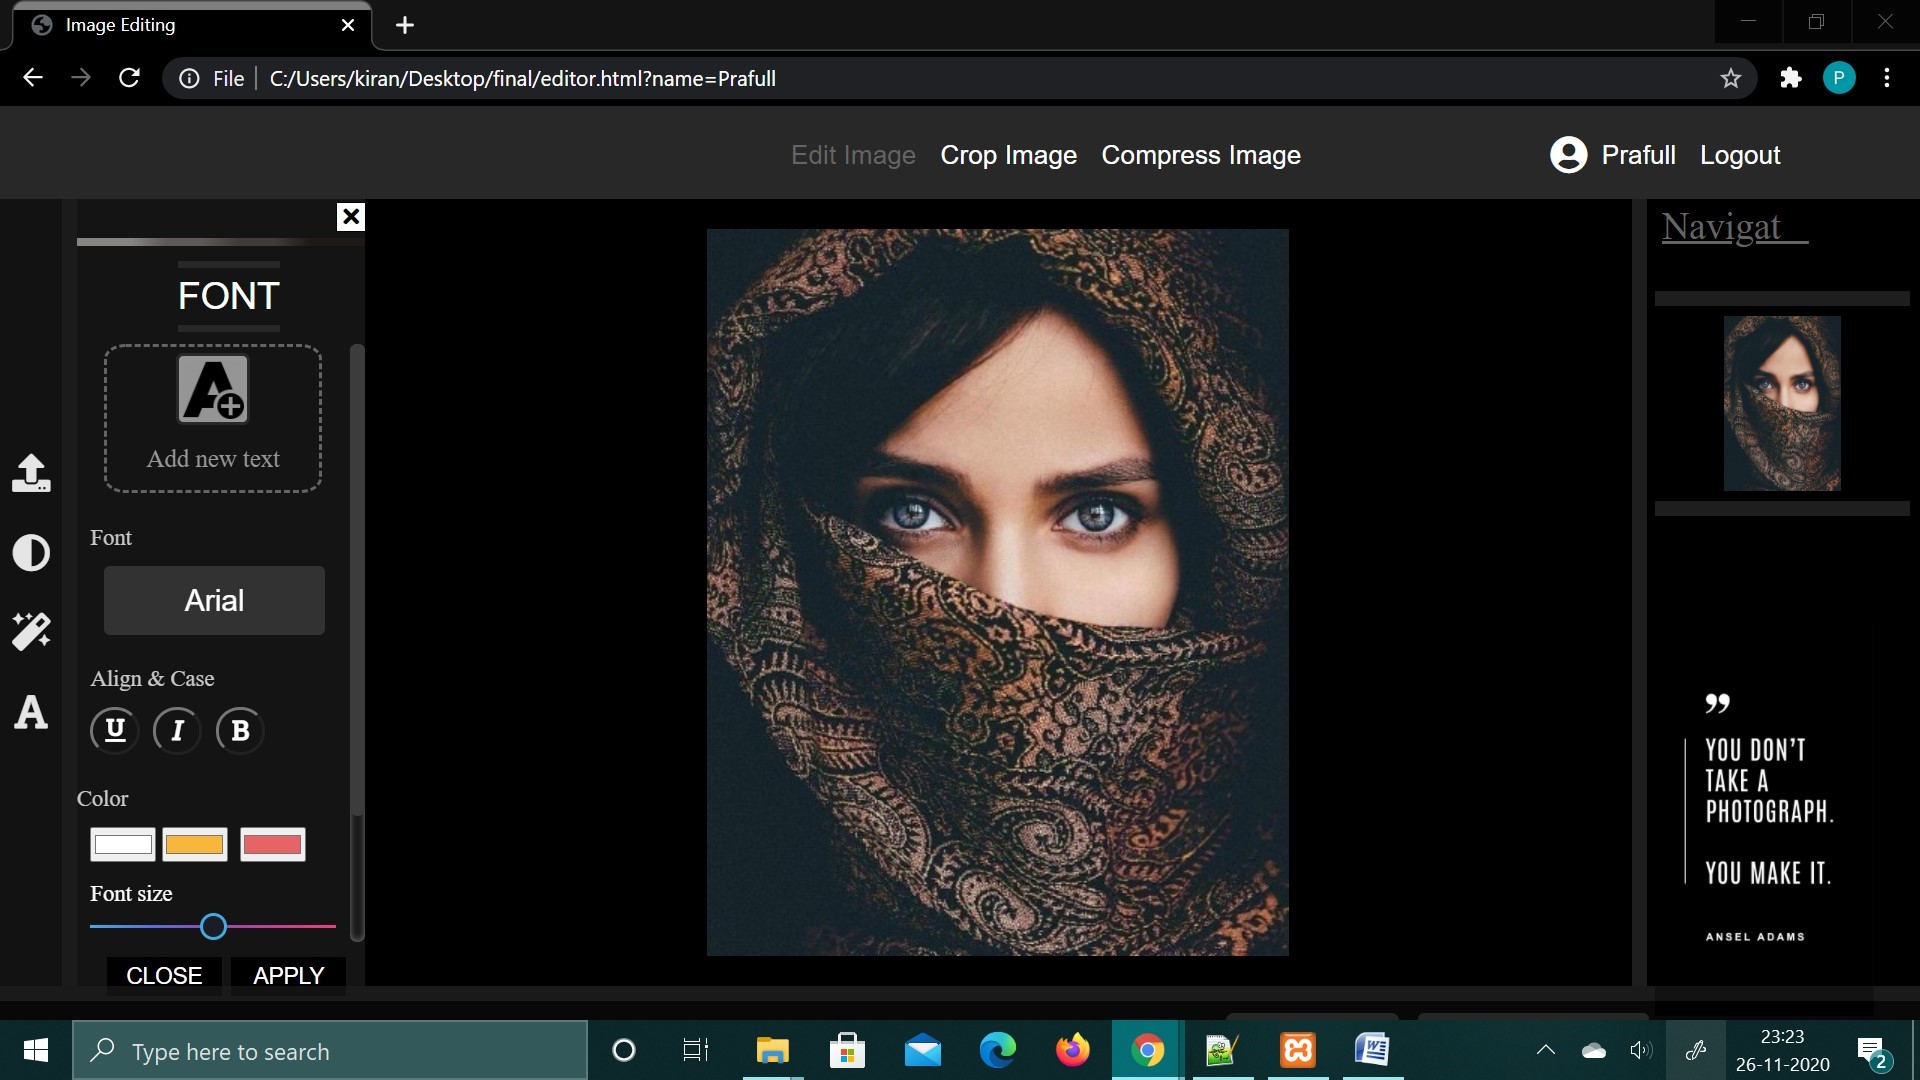 Image Editing
File
C:/Users/kiran/Desktop/final/editor.html?name=Prafull
P
Edit Image Crop Image Compress Image
Prafull Logout
FONT
Add new text
Font
Arial
Align & Case
U I B
Color
Font size
CLOSE APPLY
Navigat_
”
YOU DON’T
TAKE A
PHOTOGRAPH.
YOU MAKE IT.
ANSEL ADAMS
Type here to search
23:23
26-11-2020
2